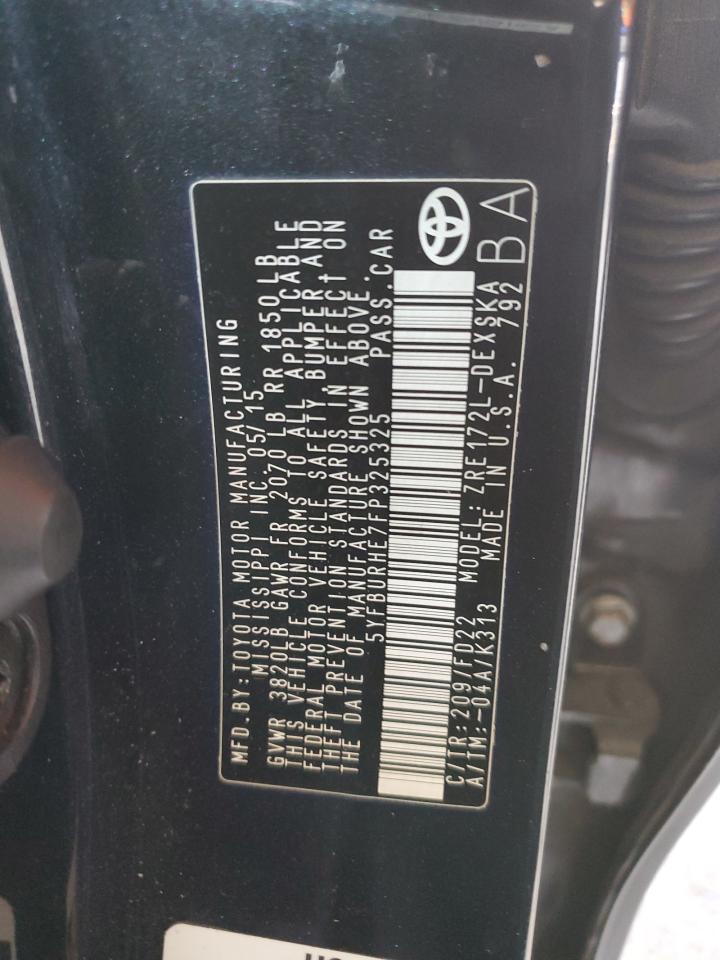 MFD.BY:TOYOTA MOTOR MANUFACTURING
MISSISSIPPI INC. 05/15
GVWR 3820LB GAWR FR 2070 LB RR 1850 LB
THIS VEHICLE CONFORMS TO ALL APPLICABLE
FEDERAL MOTOR VEHICLE SAFETY, BUMPER AND
THEFT PREVENTION STANDARDS IN EFFECT ON
THE DATE OF MANUFACTURE SHOWN ABOVE.
5YFBURHE7FP325325 PASS.CAR
C/TR:209/FD22 MODEL:ZRE172L-DEXSKA
A/TM:-04A/K313 MADE IN U.S.A. 792
BA